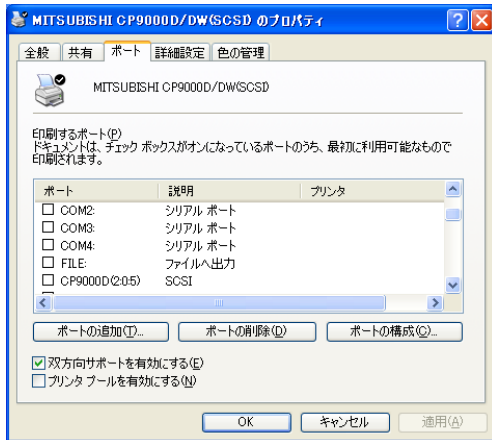 MITSUBISHI CP9000D/DW(SCSI) のプロパティ
全般 共有 ポート 詳細設定 色の管理
MITSUBISHI CP9000D/DW(SCSI)
印刷するポート(P)
ドキュメントは、チェック ボックスがオンになっているポートのうち、最初に利用可能なもので
印刷されます。
ポート 説明 プリンタ
COM2: シリアル ポート
COM3: シリアル ポート
COM4: シリアル ポート
FILE: ファイルへ出力
CP9000D(2:0:5) SCSI
ポートの追加(T)... ポートの削除(D) ポートの構成(C)...
双方向サポートを有効にする(E)
プリンタ プールを有効にする(N)
OK キャンセル 適用(A)